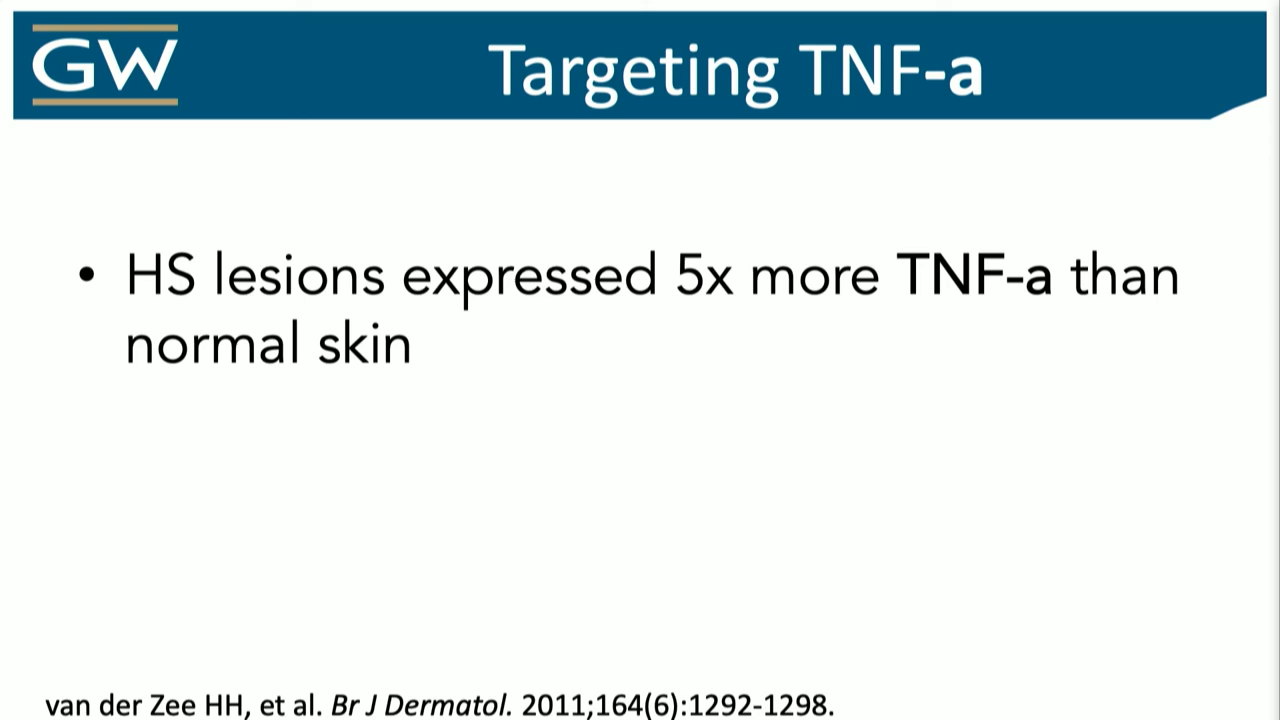 GW
Targeting TNF-a
• HS lesions expressed 5x more TNF-a than
normal skin
van der Zee HH, et al. Br J Dermatol. 2011;164(6):1292-1298.